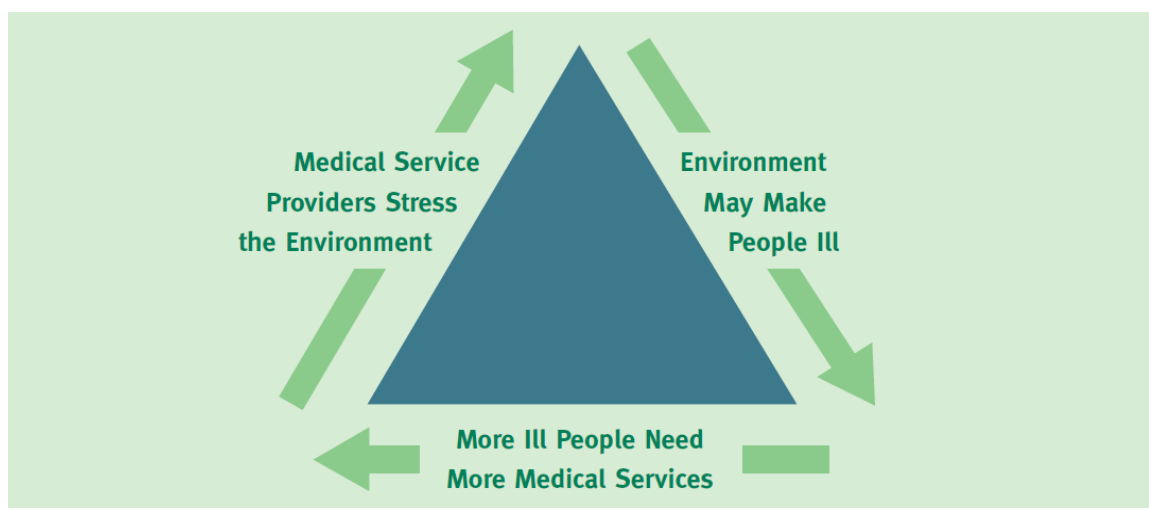 Medical Service
Providers Stress
the Environment
Environment
May Make
People Ill
More Ill People Need
More Medical Services